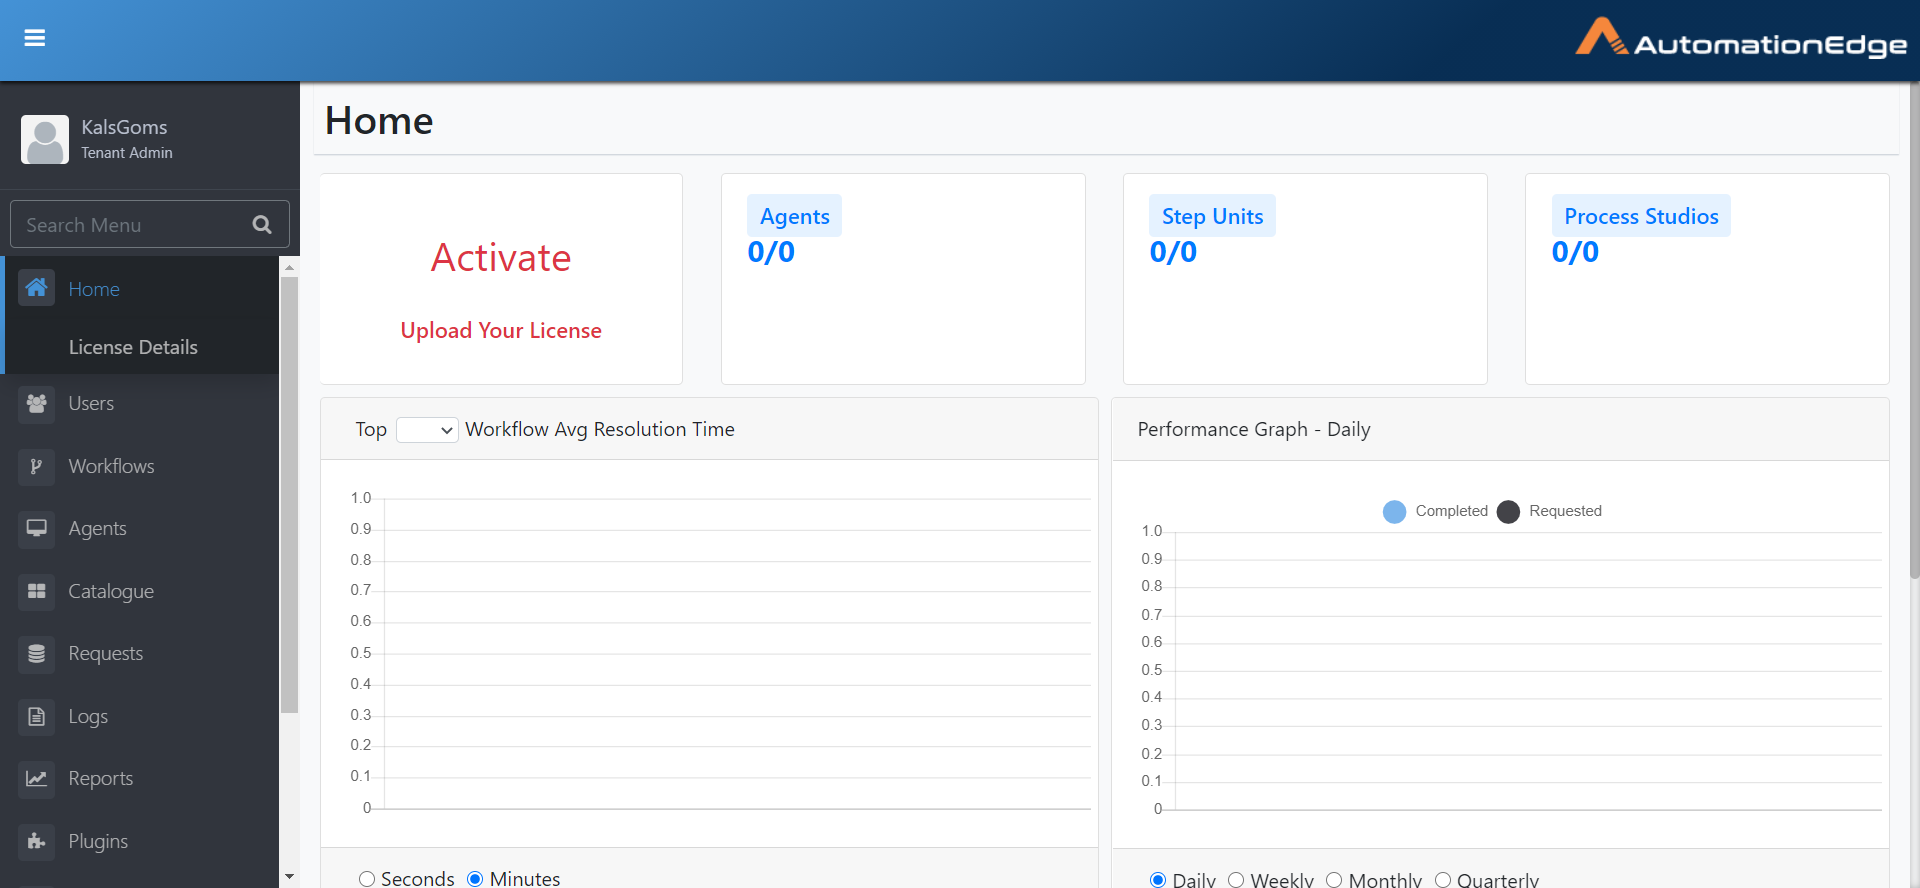 AutomationEdge
KalsGoms
Tenant Admin
Search Menu
Home
License Details
Users
Workflows
Agents
Catalogue
Requests
Logs
Reports
Plugins
Home
Activate
Upload Your License
Agents
0/0
Step Units
0/0
Process Studios
0/0
Top Workflow Avg Resolution Time
1.0
0.9
0.8
0.7
0.6
0.5
0.4
0.3
0.2
0.1
0
Seconds Minutes
Performance Graph - Daily
Completed Requested
1.0
0.9
0.8
0.7
0.6
0.5
0.4
0.3
0.2
0.1
0
Daily Weekly Monthly Quarterly